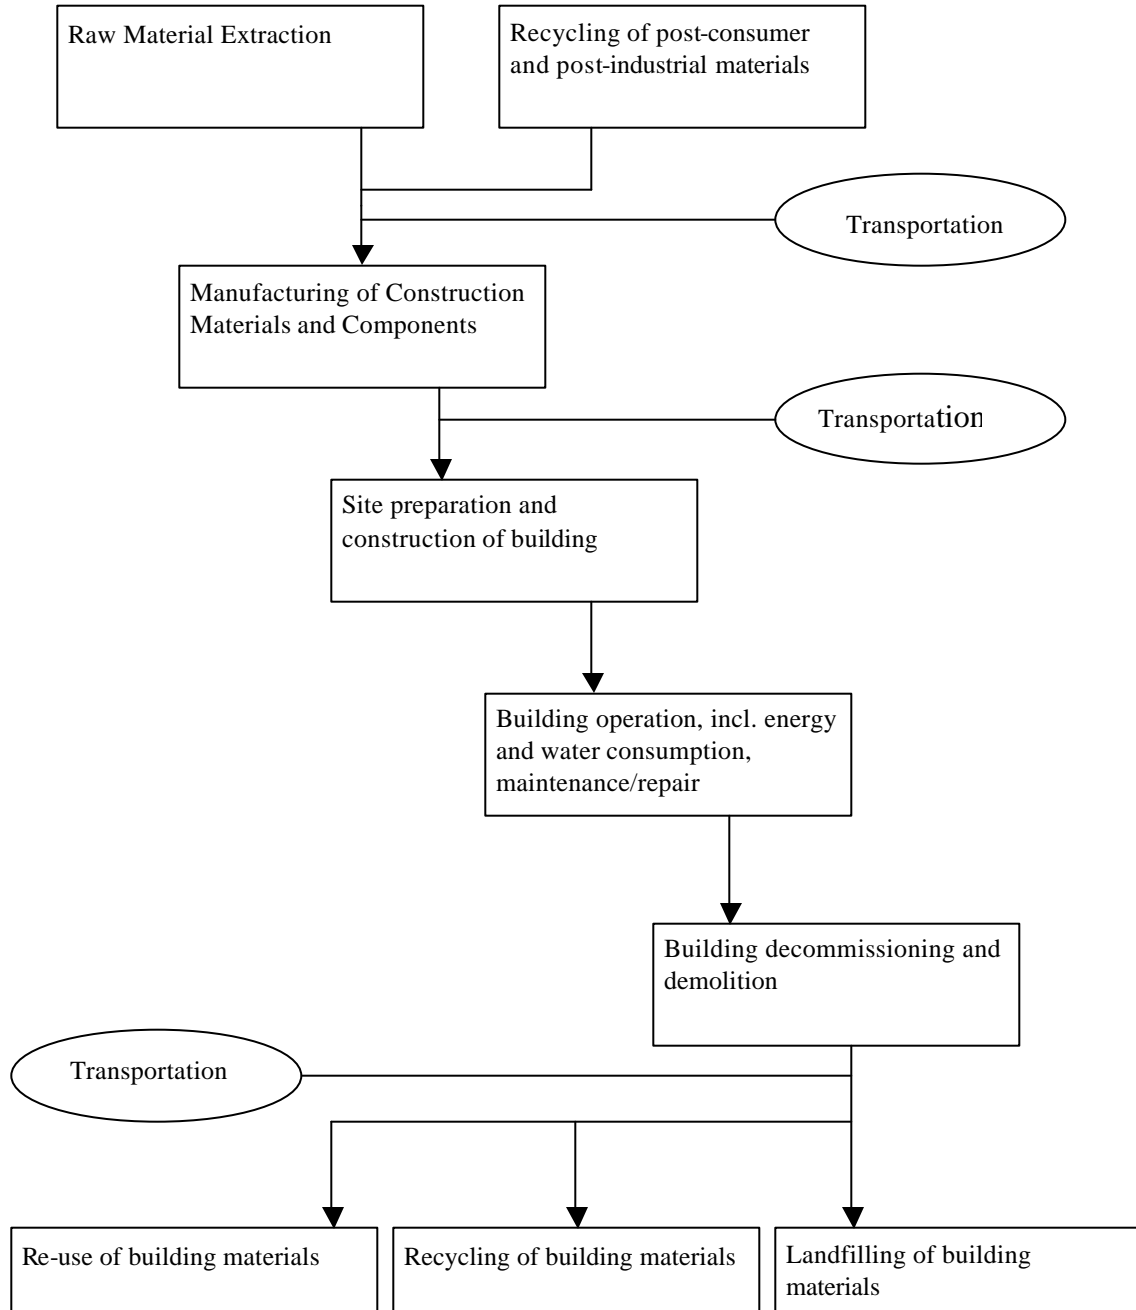 Raw Material Extraction
Recycling of post-consumer
and post-industrial materials
Transportation
Manufacturing of Construction
Materials and Components
Transportation
Site preparation and
construction of building
Building operation, incl. energy
and water consumption,
maintenance/repair
Building decommissioning and
demolition
Transportation
Re-use of building materials
Recycling of building materials
Landfilling of building
materials